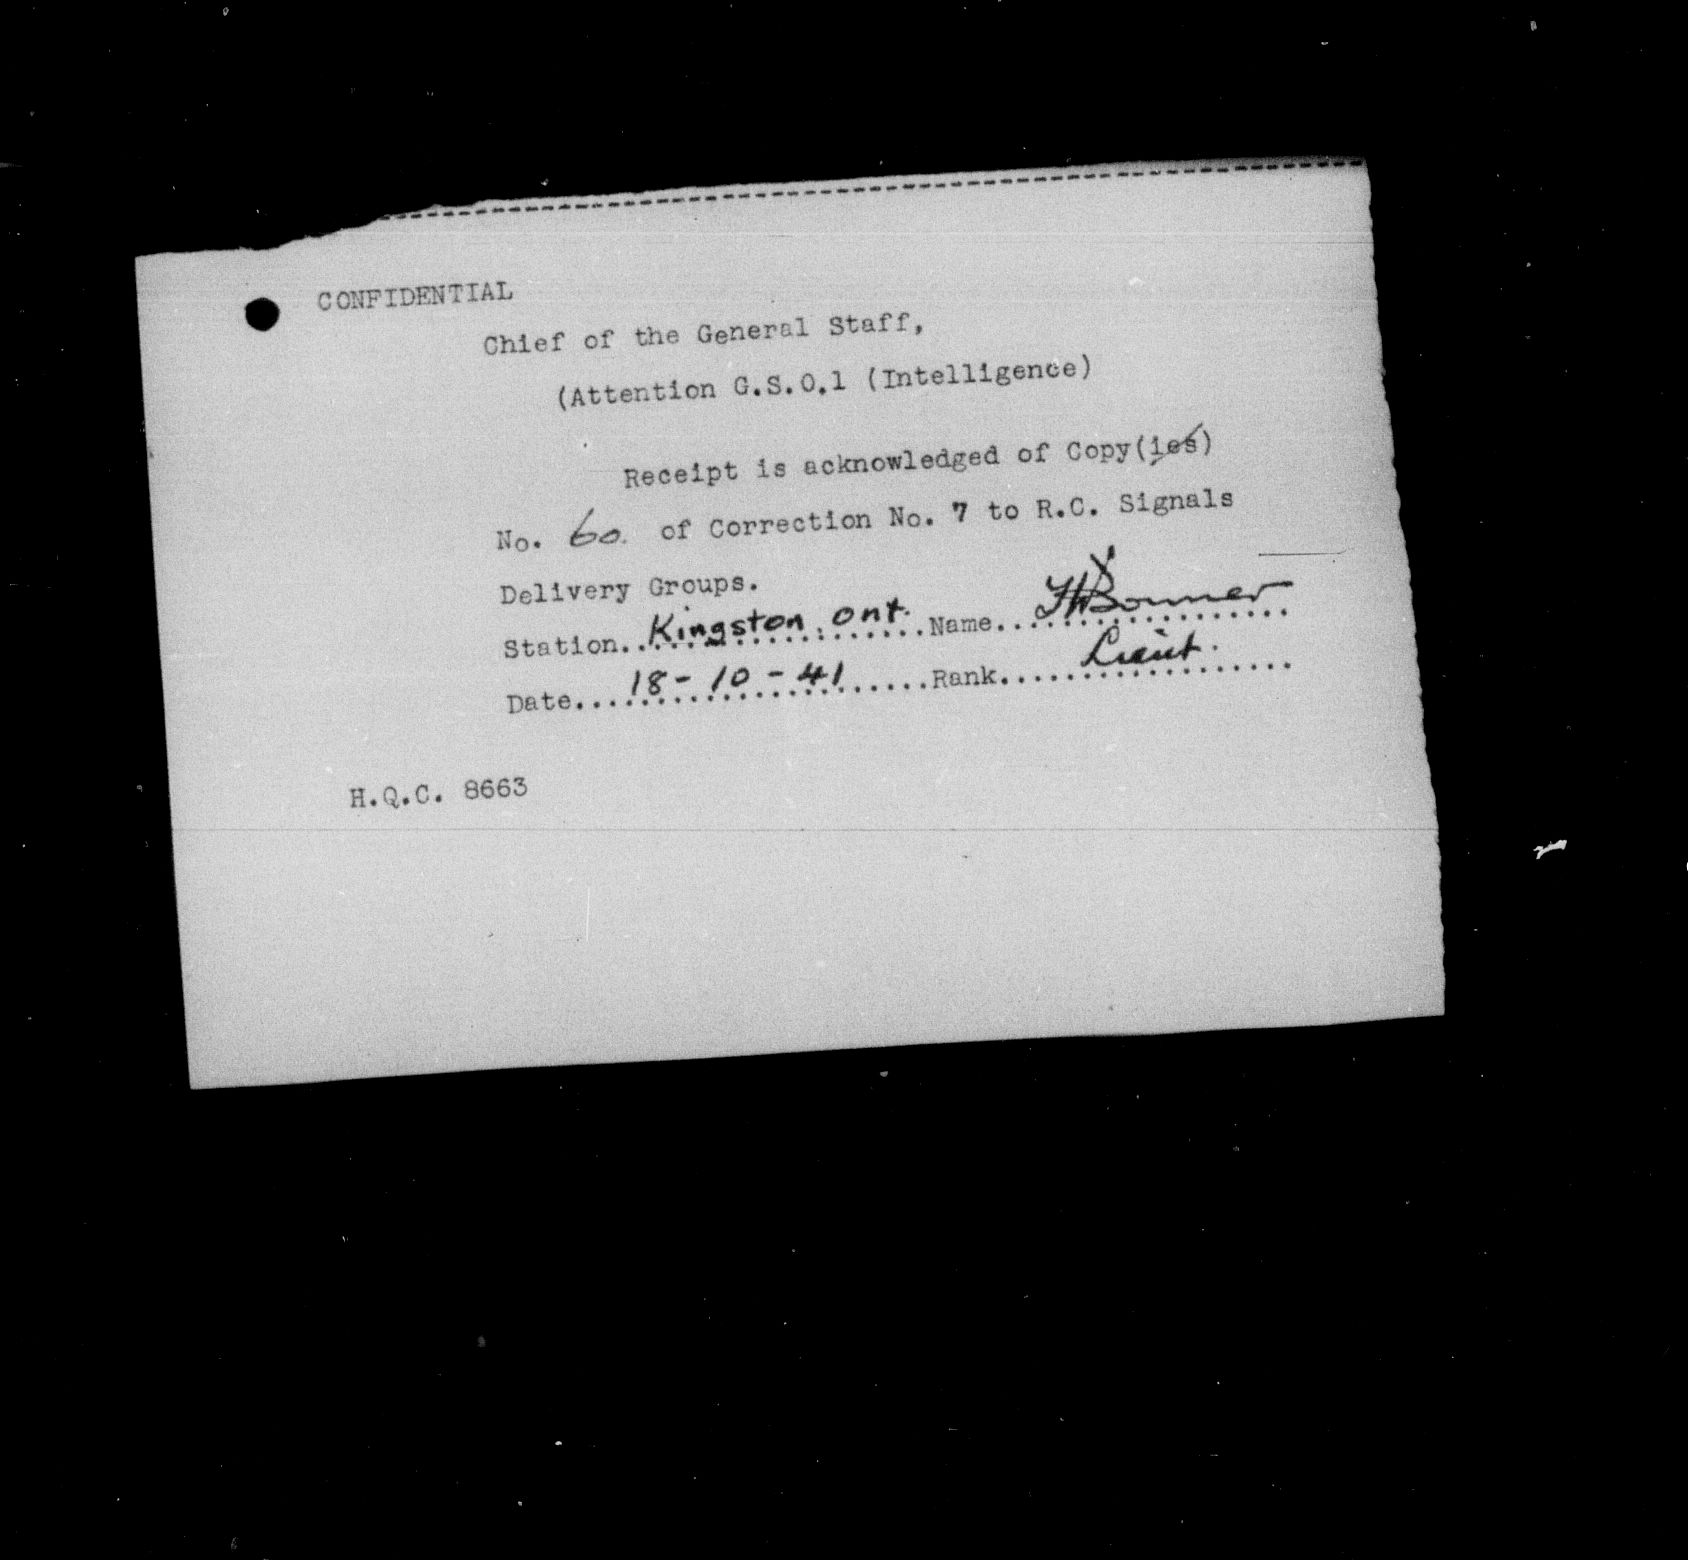 CONFIDENTIAL
Chief of the General Staff,
(Attention G.S.O.1 (Intelligence)
Receipt is acknowledged of Copy(ies)
No. 60. of Correction No. 7 to R.C. Signals
Delivery Groups.
Station..Kingston, Ont.....Name...Bonner...
Date...18-10-41.....Rank...Lieut....
H.Q.C. 8663